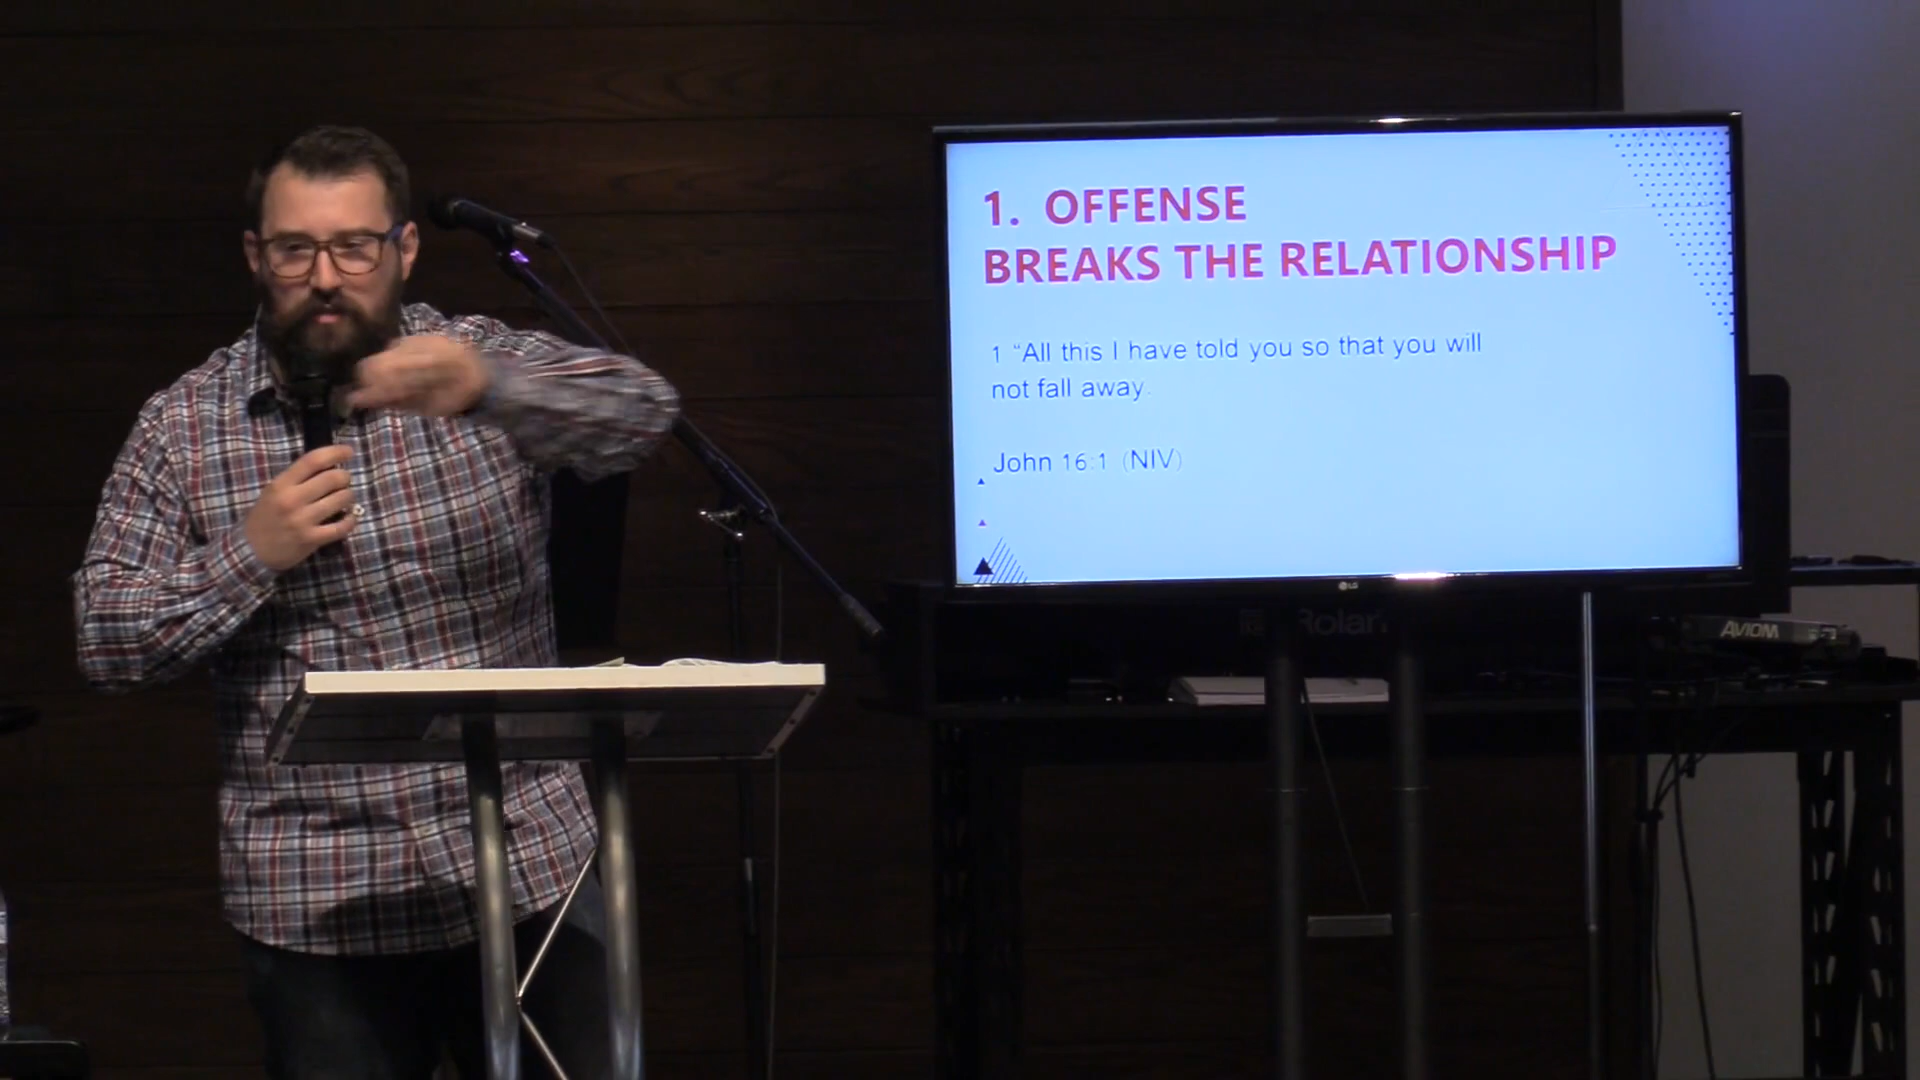 1. OFFENSE
BREAKS THE RELATIONSHIP
1 “All this I have told you so that you will
not fall away.
John 16:1 (NIV)
LG
Roland
AVIOM